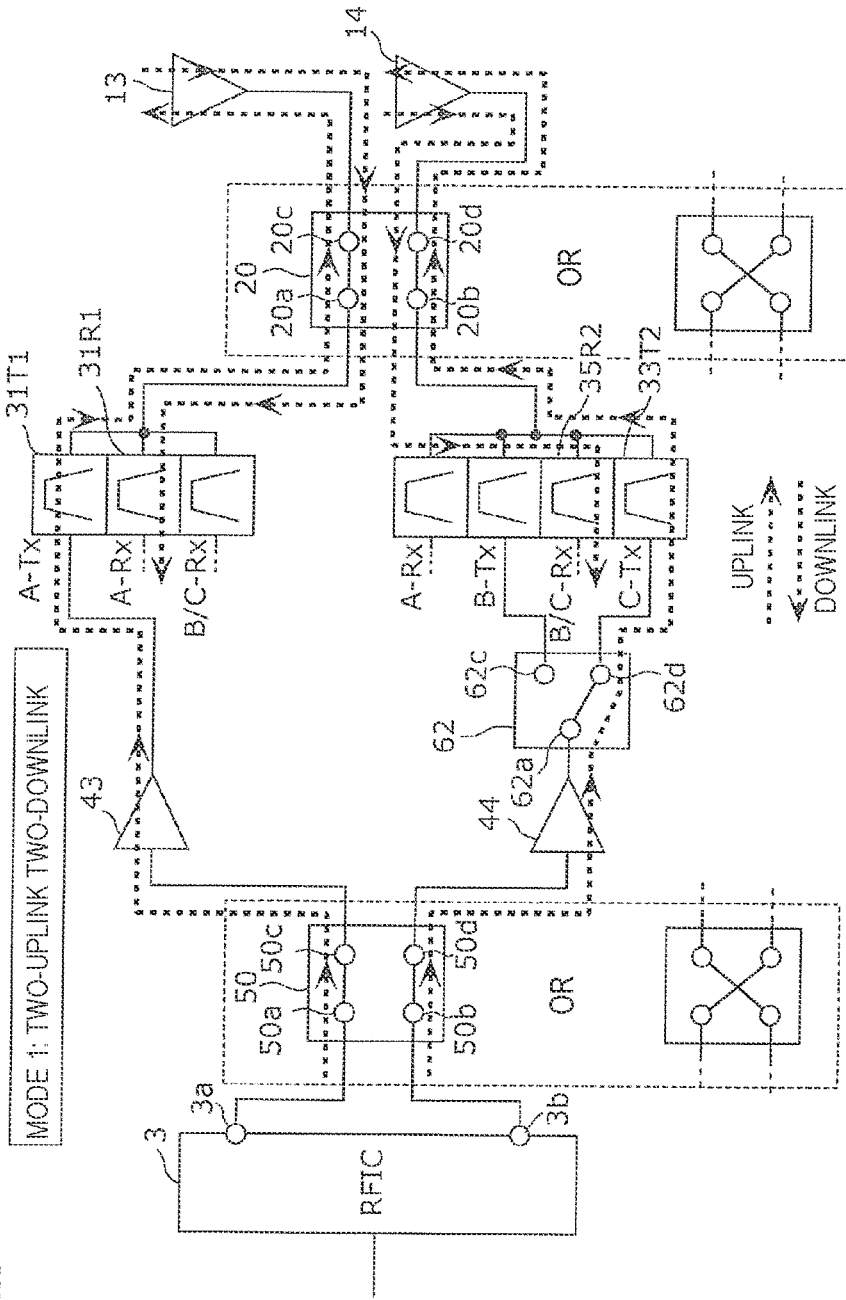 MODE 1: TWO-UPLINK TWO-DOWNLINK
3
RFIC
3a
3b
50
50a
50c
50b
50d
OR
43
44
62
62a
62c
62d
31T1
31R1
A-Tx
A-Rx
B/C-Rx
A-Rx
B-Tx
B/C-Rx
C-Tx
35R2
33T2
20
20a
20c
20b
20d
OR
13
14
UPLINK
DOWNLINK